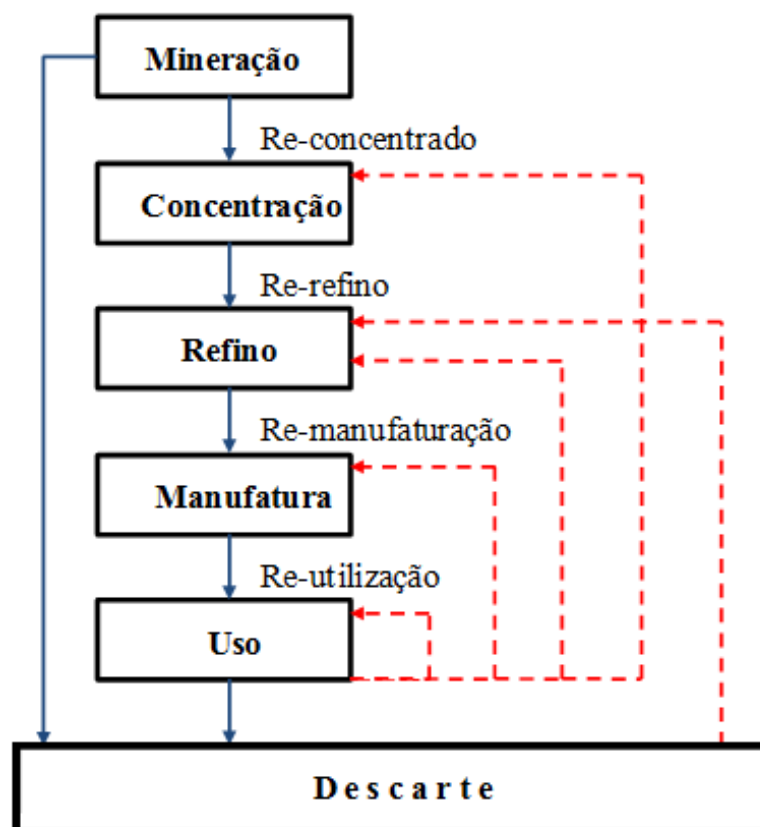 Mineração
Re-concentrado
Concentração
Re-refino
Refino
Re-manufaturação
Manufatura
Re-utilização
Uso
Descarte